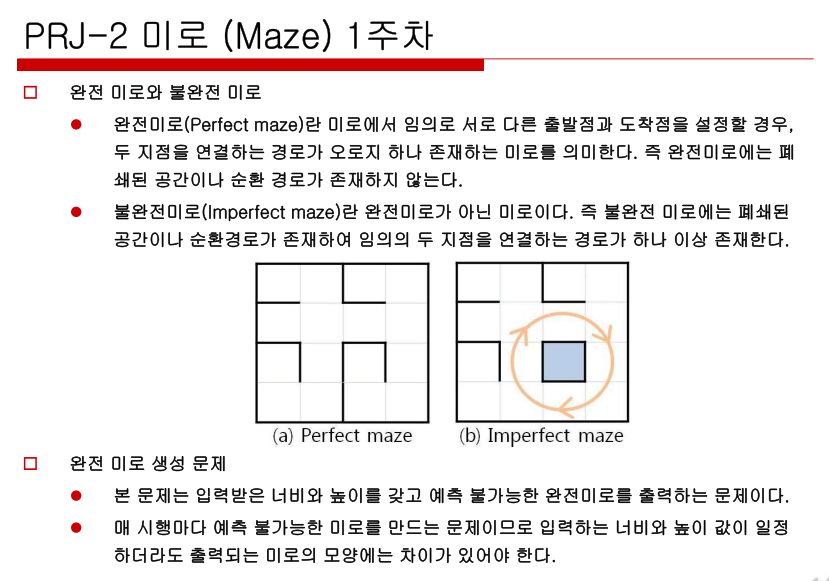 PRJ-2 미로 (Maze) 1주차
완전 미로와 불완전 미로
완전미로(Perfect maze)란 미로에서 임의로 서로 다른 출발점과 도착점을 설정할 경우,
두 지점을 연결하는 경로가 오로지 하나 존재하는 미로를 의미한다. 즉 완전미로에는 폐
쇄된 공간이나 순환 경로가 존재하지 않는다.
불완전미로(Imperfect maze)란 완전미로가 아닌 미로이다. 즉 불완전 미로에는 폐쇄된
공간이나 순환경로가 존재하여 임의의 두 지점을 연결하는 경로가 하나 이상 존재한다.
(a) Perfect maze
(b) Imperfect maze
완전 미로 생성 문제
본 문제는 입력받은 너비와 높이를 갖고 예측 불가능한 완전미로를 출력하는 문제이다.
매 시행마다 예측 불가능한 미로를 만드는 문제이므로 입력하는 너비와 높이 값이 일정
하더라도 출력되는 미로의 모양에는 차이가 있어야 한다.